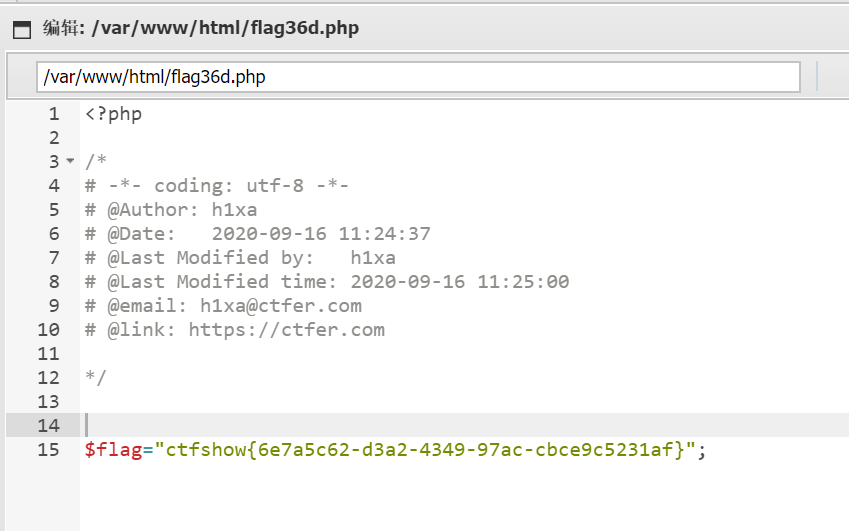 编辑: /var/www/html/flag36d.php
/var/www/html/flag36d.php
1 <?php
2
3 /*
4 # -*- coding: utf-8 -*-
5 # @Author: h1xa
6 # @Date:   2020-09-16 11:24:37
7 # @Last Modified by:   h1xa
8 # @Last Modified time: 2020-09-16 11:25:00
9 # @email: h1xa@ctfer.com
10 # @link: https://ctfer.com
11
12 */
13
14
15 $flag="ctfshow{6e7a5c62-d3a2-4349-97ac-cbce9c5231af}";